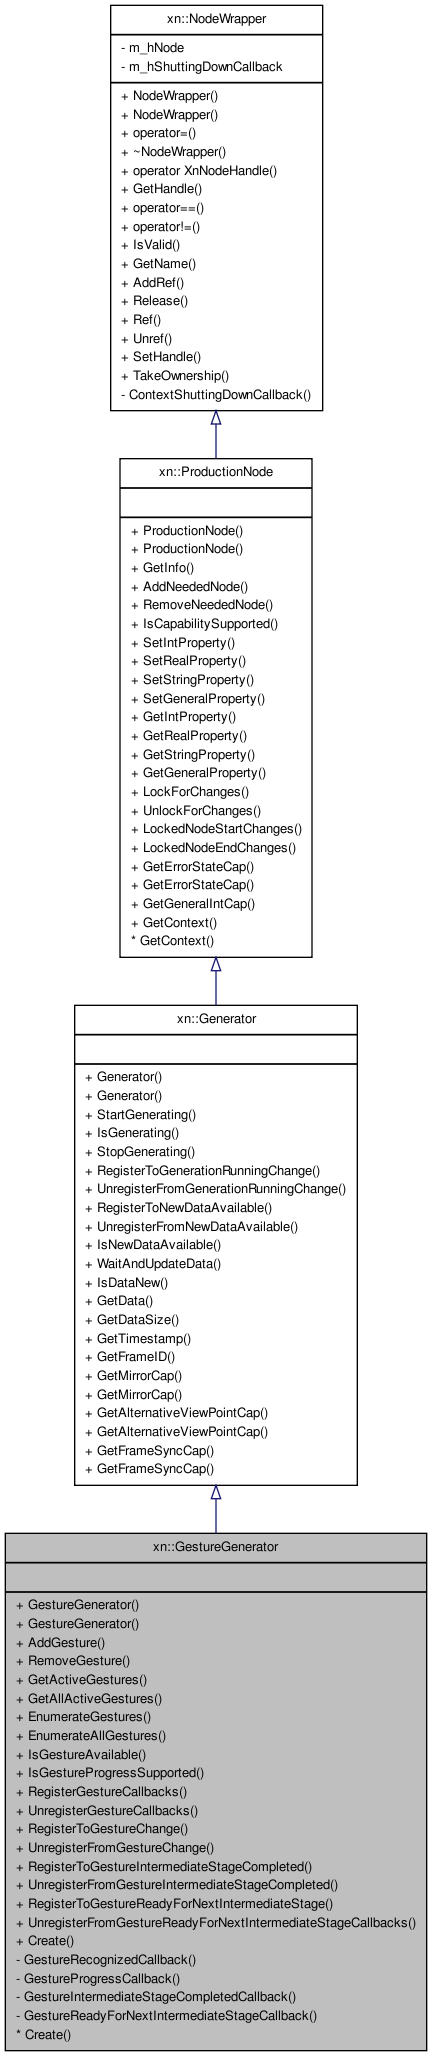 xn::NodeWrapper
- m_hNode
- m_hShuttingDownCallback
+ NodeWrapper()
+ NodeWrapper()
+ operator=()
+ ~NodeWrapper()
+ operator XnNodeHandle()
+ GetHandle()
+ operator==()
+ operator!=()
+ IsValid()
+ GetName()
+ AddRef()
+ Release()
+ Ref()
+ Unref()
+ SetHandle()
+ TakeOwnership()
- ContextShuttingDownCallback()
xn::ProductionNode
+ ProductionNode()
+ ProductionNode()
+ GetInfo()
+ AddNeededNode()
+ RemoveNeededNode()
+ IsCapabilitySupported()
+ SetIntProperty()
+ SetRealProperty()
+ SetStringProperty()
+ SetGeneralProperty()
+ GetIntProperty()
+ GetRealProperty()
+ GetStringProperty()
+ GetGeneralProperty()
+ LockForChanges()
+ UnlockForChanges()
+ LockedNodeStartChanges()
+ LockedNodeEndChanges()
+ GetErrorStateCap()
+ GetErrorStateCap()
+ GetGeneralIntCap()
+ GetContext()
* GetContext()
xn::Generator
+ Generator()
+ Generator()
+ StartGenerating()
+ IsGenerating()
+ StopGenerating()
+ RegisterToGenerationRunningChange()
+ UnregisterFromGenerationRunningChange()
+ RegisterToNewDataAvailable()
+ UnregisterFromNewDataAvailable()
+ IsNewDataAvailable()
+ WaitAndUpdateData()
+ IsDataNew()
+ GetData()
+ GetDataSize()
+ GetTimestamp()
+ GetFrameID()
+ GetMirrorCap()
+ GetMirrorCap()
+ GetAlternativeViewPointCap()
+ GetAlternativeViewPointCap()
+ GetFrameSyncCap()
+ GetFrameSyncCap()
xn::GestureGenerator
+ GestureGenerator()
+ GestureGenerator()
+ AddGesture()
+ RemoveGesture()
+ GetActiveGestures()
+ GetAllActiveGestures()
+ EnumerateGestures()
+ EnumerateAllGestures()
+ IsGestureAvailable()
+ IsGestureProgressSupported()
+ RegisterGestureCallbacks()
+ UnregisterGestureCallbacks()
+ RegisterToGestureChange()
+ UnregisterFromGestureChange()
+ RegisterToGestureIntermediateStageCompleted()
+ UnregisterFromGestureIntermediateStageCompleted()
+ RegisterToGestureReadyForNextIntermediateStage()
+ UnregisterFromGestureReadyForNextIntermediateStageCallbacks()
+ Create()
- GestureRecognizedCallback()
- GestureProgressCallback()
- GestureIntermediateStageCompletedCallback()
- GestureReadyForNextIntermediateStageCallback()
* Create()